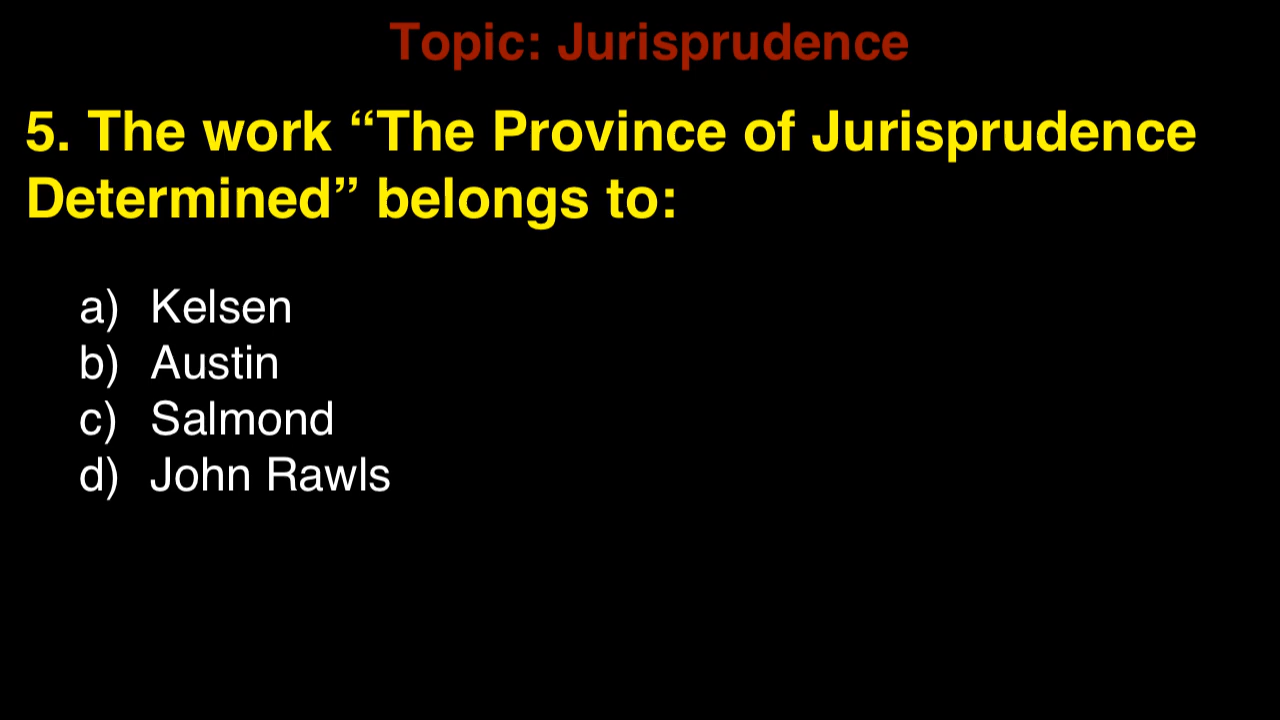 Topic: Jurisprudence
5. The work “The Province of Jurisprudence
Determined” belongs to:
a) Kelsen
b) Austin
c) Salmond
d) John Rawls